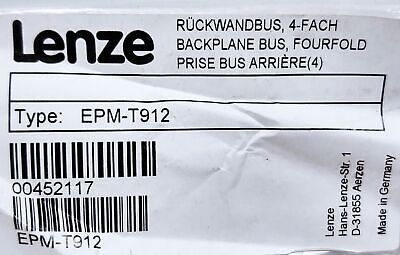 Lenze
RÜCKWANDBUS, 4-FACH
BACKPLANE BUS, FOURFOLD
PRISE BUS ARRIÈRE(4)
Type: EPM-T912
00452117
EPM-T912
Lenze
Hans-Lenze-Str. 1
D-31855 Aerzen
Made in Germany